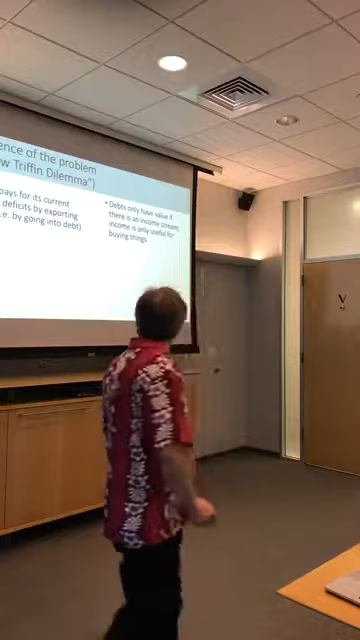 ence of the problem
w Triffin Dilemma")
pays for its current
deficits by exporting
i.e. by going into debt)
• Debts only have value if
there is an income stream;
income is only useful for
buying things.